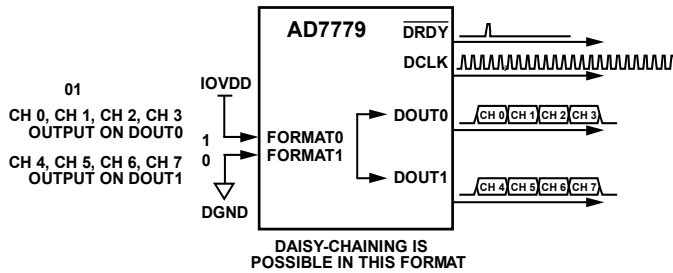 AD7779
DRDY
DCLK
01
IOVDD
CH 0, CH 1, CH 2, CH 3
OUTPUT ON DOUT0
1
FORMAT0
DOUT0
CH 0 CH 1 CH 2 CH 3
CH 4, CH 5, CH 6, CH 7
OUTPUT ON DOUT1
0
FORMAT1
DOUT1
CH 4 CH 5 CH 6 CH 7
DGND
DAISY-CHAINING IS
POSSIBLE IN THIS FORMAT